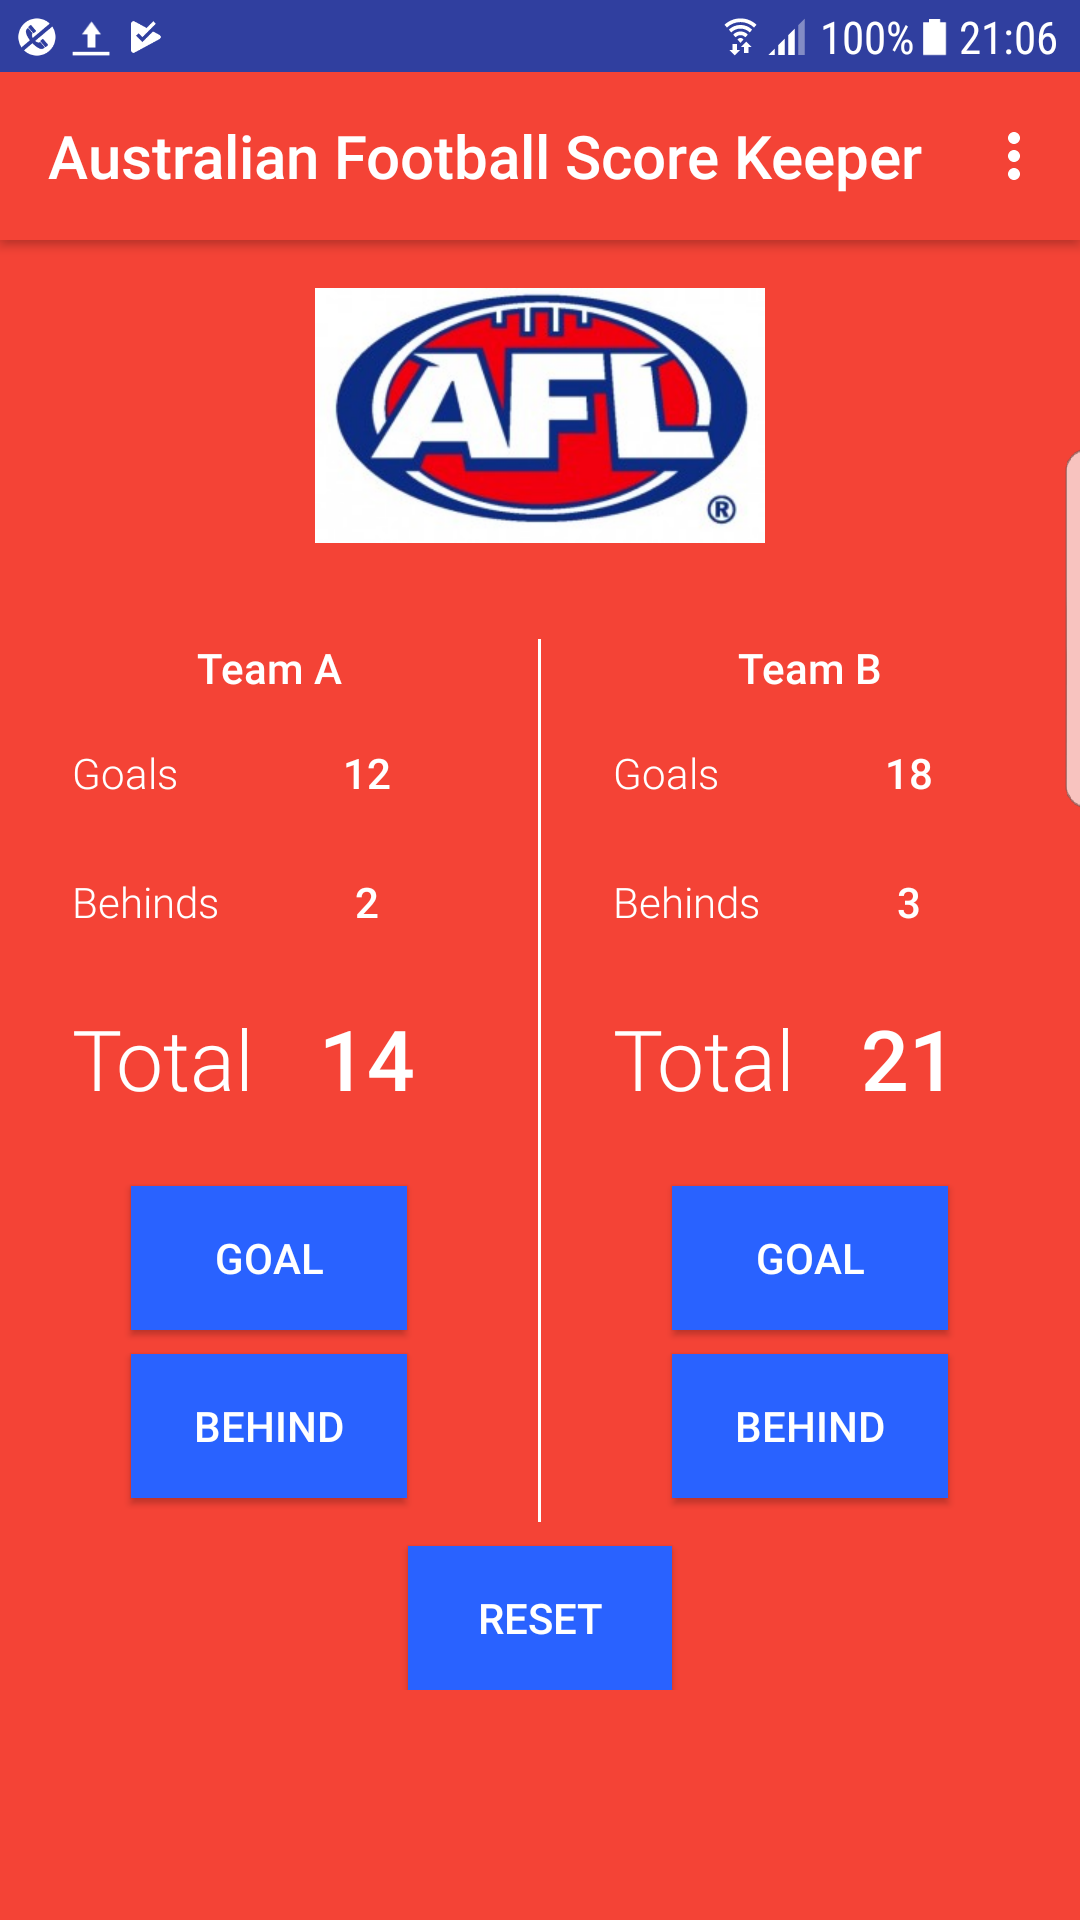 100% 21:06
Australian Football Score Keeper
AFL
®
Team A Team B
Goals 12 Goals 18
Behinds 2 Behinds 3
Total 14 Total 21
GOAL GOAL
BEHIND BEHIND
RESET